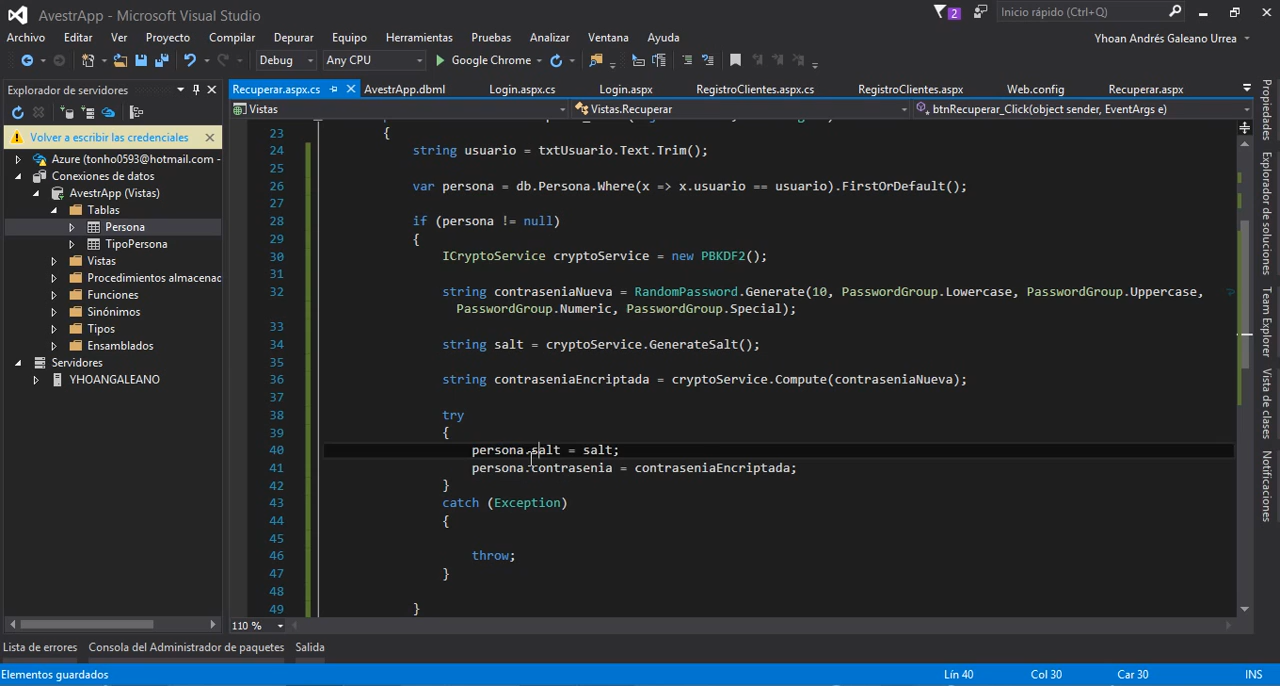 AvestrApp - Microsoft Visual Studio
2
Inicio rápido (Ctrl+Q)
Archivo Editar Ver Proyecto Compilar Depurar Equipo Herramientas Pruebas Analizar Ventana Ayuda
Yhoan Andrés Galeano Urrea
Debug Any CPU Google Chrome
Explorador de servidores
Volver a escribir las credenciales
Azure (tonho0593@hotmail.com -
Conexiones de datos
AvestrApp (Vistas)
Tablas
Persona
TipoPersona
Vistas
Procedimientos almacenad
Funciones
Sinónimos
Tipos
Ensamblados
Servidores
YHOANGALEANO
Recuperar.aspx.cs AvestrApp.dbml Login.aspx.cs Login.aspx RegistroClientes.aspx.cs RegistroClientes.aspx Web.config Recuperar.aspx
Vistas Vistas.Recuperar btnRecuperar_Click(object sender, EventArgs e)
23 {
24 string usuario = txtUsuario.Text.Trim();
25
26 var persona = db.Persona.Where(x => x.usuario == usuario).FirstOrDefault();
27
28 if (persona != null)
29 {
30 ICryptoService cryptoService = new PBKDF2();
31
32 string contraseniaNueva = RandomPassword.Generate(10, PasswordGroup.Lowercase, PasswordGroup.Uppercase,
PasswordGroup.Numeric, PasswordGroup.Special);
33
34 string salt = cryptoService.GenerateSalt();
35
36 string contraseniaEncriptada = cryptoService.Compute(contraseniaNueva);
37
38 try
39 {
40 persona.salt = salt;
41 persona.contrasenia = contraseniaEncriptada;
42 }
43 catch (Exception)
44 {
45
46 throw;
47 }
48
49 }
110 %
Propiedades
Explorador de soluciones
Team Explorer
Vista de clases
Notificaciones
Lista de errores Consola del Administrador de paquetes Salida
Elementos guardados Lín 40 Col 30 Car 30 INS